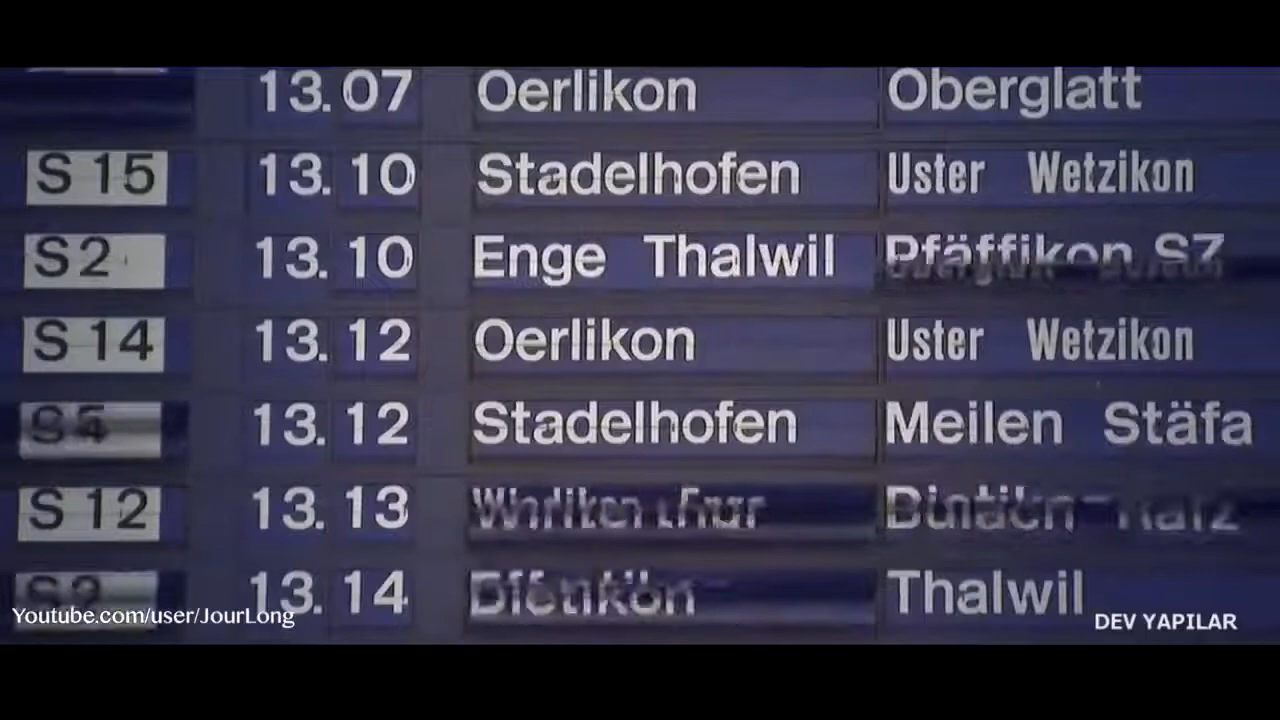 13.07 Oerlikon Oberglatt
S 15 13.10 Stadelhofen Uster Wetzikon
S 2 13.10 Enge Thalwil Pfäffikon SZ
S 14 13.12 Oerlikon Uster Wetzikon
13.12 Stadelhofen Meilen Stäfa
S 12 13.13
13.14 Thalwil
Youtube.com/user/JourLong
DEV YAPILAR